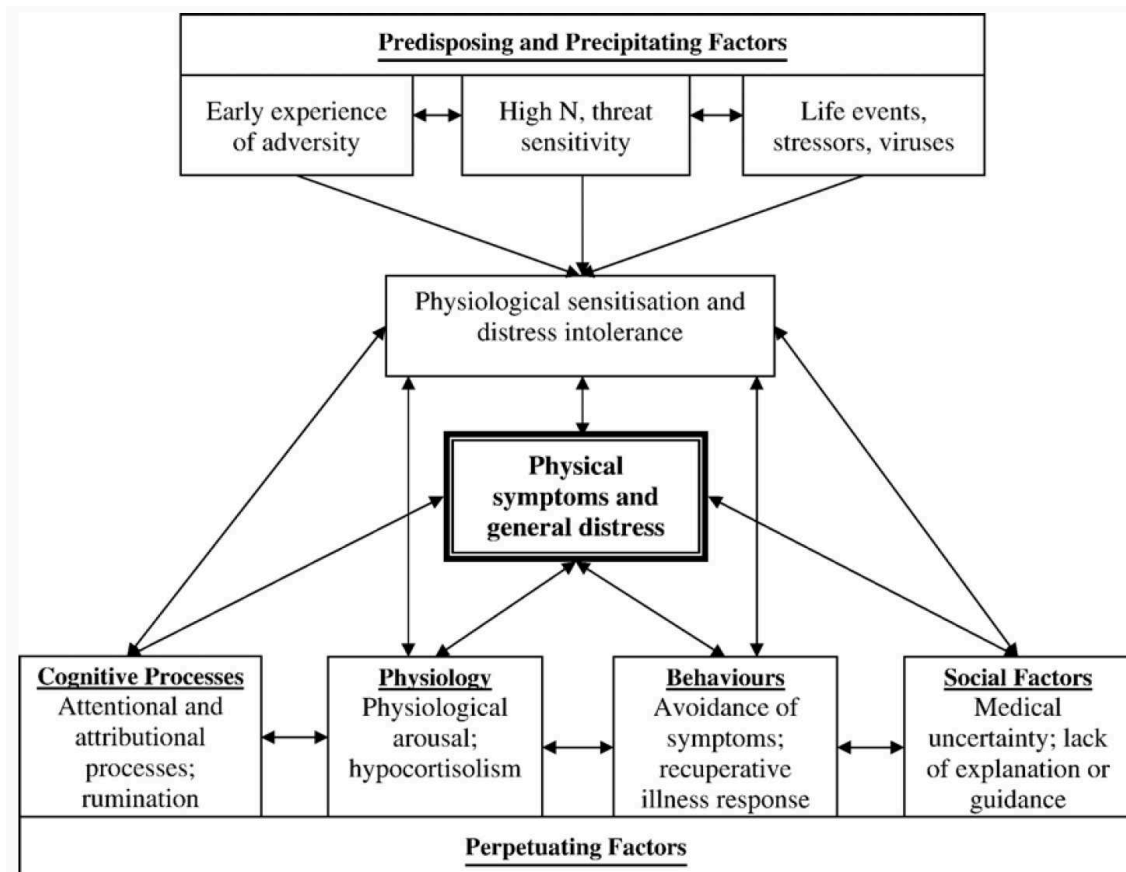 Predisposing and Precipitating Factors
Early experience
of adversity
High N, threat
sensitivity
Life events,
stressors, viruses
Physiological sensitisation and
distress intolerance
Physical
symptoms and
general distress
Cognitive Processes
Attentional and
attributional
processes;
rumination
Physiology
Physiological
arousal;
hypocortisolism
Behaviours
Avoidance of
symptoms;
recuperative
illness response
Social Factors
Medical
uncertainty; lack
of explanation or
guidance
Perpetuating Factors